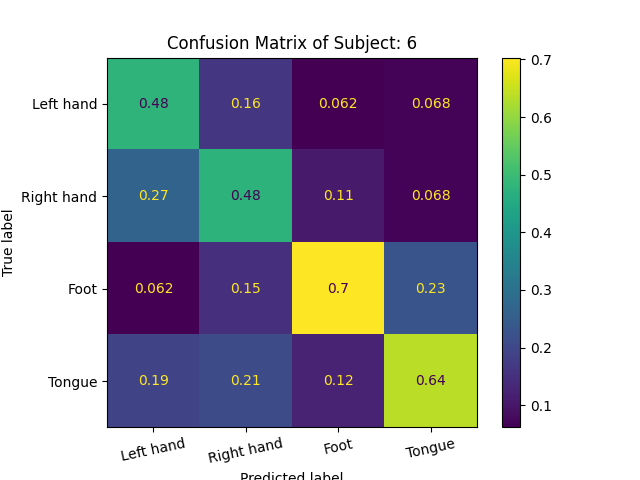 Confusion Matrix of Subject: 6
True label
Left hand 0.48 0.16 0.062 0.068
Right hand 0.27 0.48 0.11 0.068
Foot 0.062 0.15 0.7 0.23
Tongue 0.19 0.21 0.12 0.64
Left hand Right hand Foot Tongue
Predicted label
0.7
0.6
0.5
0.4
0.3
0.2
0.1